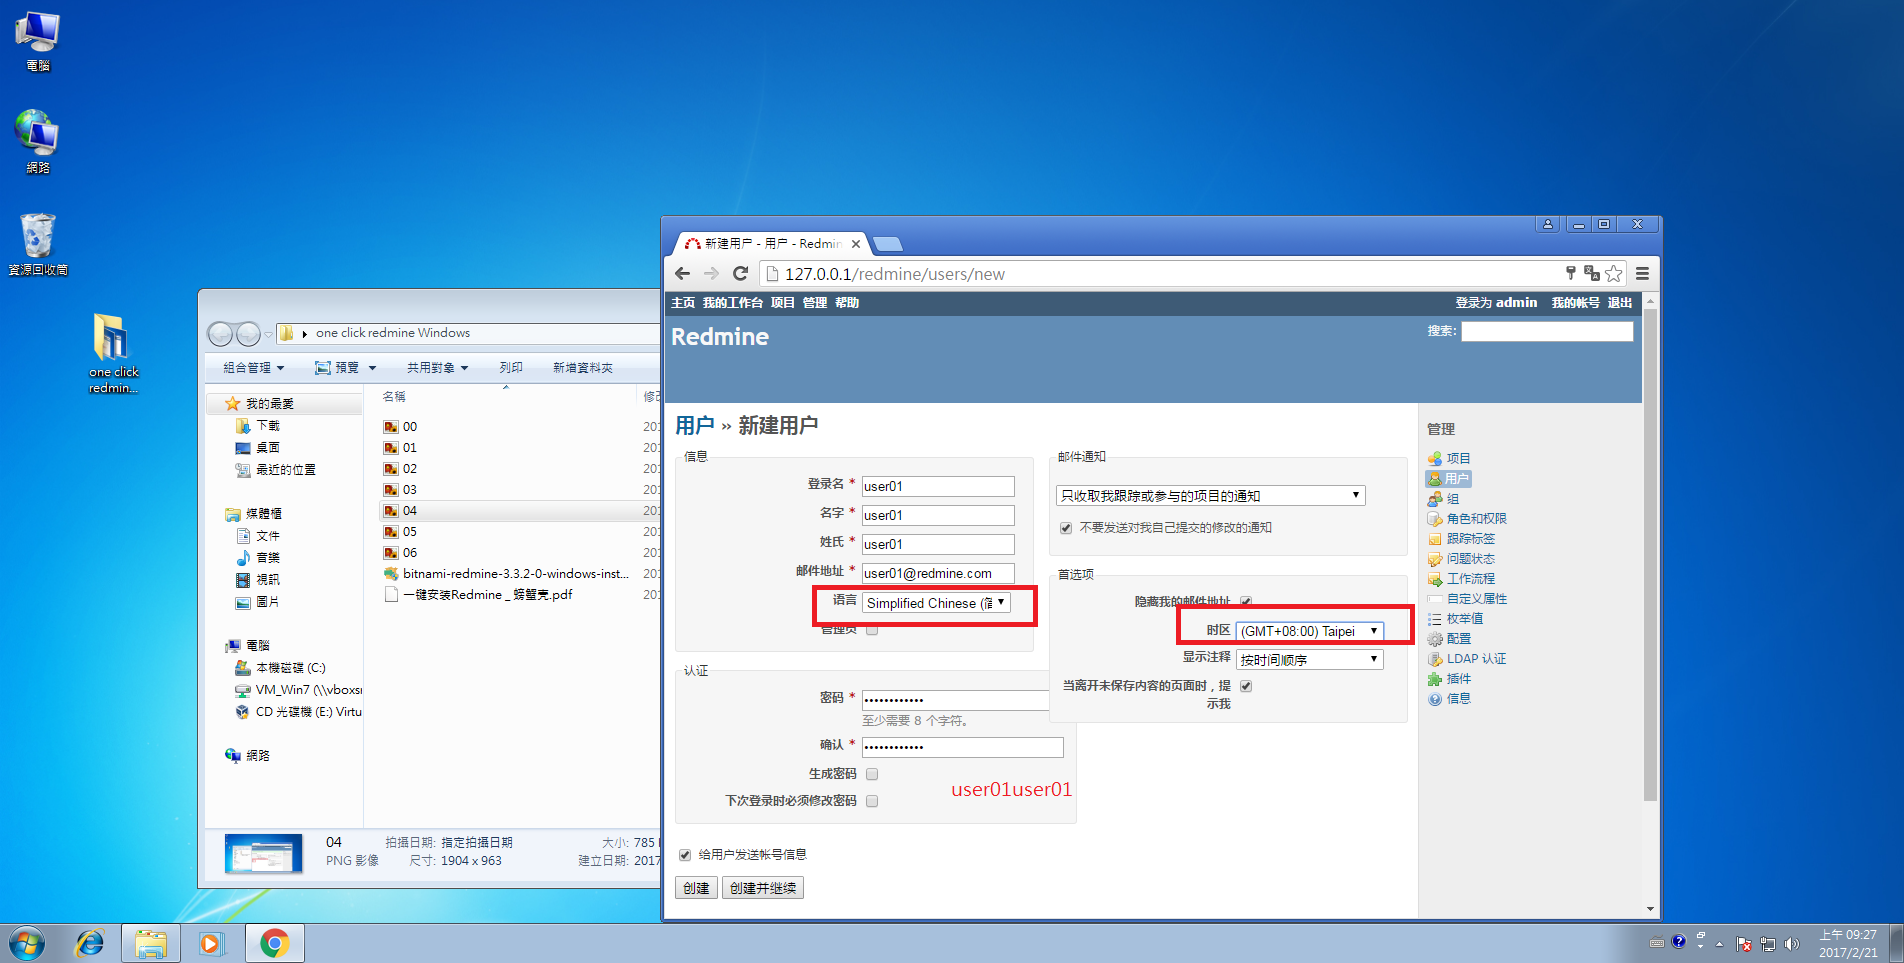 電腦
網路
資源回收筒
one click
redmin...
one click redmine Windows
組合管理
預覽
共用對象
列印
新增資料夾
我的最愛
下載
桌面
最近的位置
媒體櫃
文件
音樂
視訊
圖片
電腦
本機磁碟 (C:)
VM_Win7 (\\vboxsr
CD 光碟機 (E:) Virtu
網路
名稱
修改
00
201
01
201
02
201
03
201
04
201
05
201
06
201
bitnami-redmine-3.3.2-0-windows-inst...
201
一键安装Redmine _ 螃蟹壳.pdf
201
04
PNG 影像
拍攝日期: 指定拍攝日期
尺寸: 1904 x 963
大小: 785
建立日期: 2017
新建用户 - 用户 - Redmin
127.0.0.1/redmine/users/new
主页 我的工作台 项目 管理 帮助
登录为 admin 我的帐号 退出
Redmine
搜索:
用户 » 新建用户
信息
登录名 * user01
名字 * user01
姓氏 * user01
邮件地址 * user01@redmine.com
语言 Simplified Chinese (简
管理员
认证
密码 * ••••••••••••
至少需要 8 个字符。
确认 * ••••••••••••
生成密码
下次登录时必须修改密码
user01user01
给用户发送帐号信息
创建
创建并继续
邮件通知
只收取我跟踪或参与的项目的通知
不要发送对我自己提交的修改的通知
首选项
隐藏我的邮件地址
时区 (GMT+08:00) Taipei
显示注释 按时间顺序
当离开未保存内容的页面时，提
示我
管理
项目
用户
组
角色和权限
跟踪标签
问题状态
工作流程
自定义属性
枚举值
配置
LDAP 认证
插件
信息
上午 09:27
2017/2/21